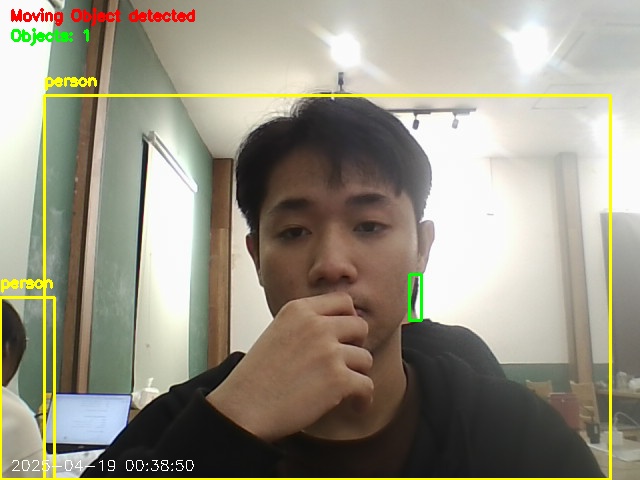 Moving Object detected
Objects: 1
person
person
2025-04-19 00:38:50